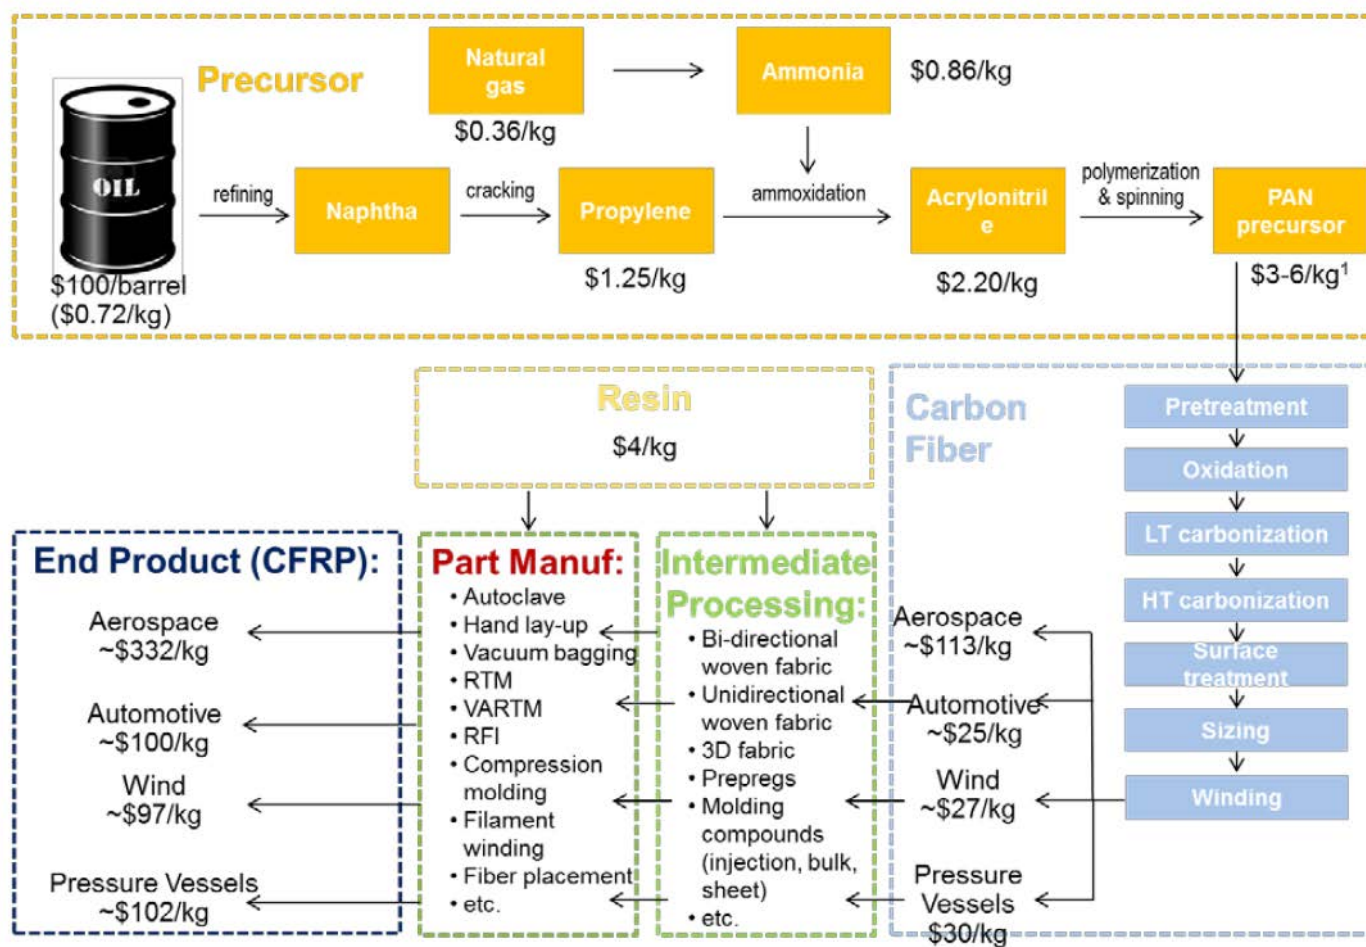 Precursor
Natural
gas
$0.36/kg
Ammonia
$0.86/kg
OIL
$100/barrel
($0.72/kg)
refining
Naphtha
cracking
Propylene
$1.25/kg
ammoxidation
Acrylonitril
e
$2.20/kg
polymerization
& spinning
PAN
precursor
$3-6/kg¹
Resin
$4/kg
Carbon
Fiber
Pretreatment
Oxidation
LT carbonization
HT carbonization
Surface
treatment
Sizing
Winding
Aerospace
~$113/kg
Automotive
~$25/kg
Wind
~$27/kg
Pressure
Vessels
$30/kg
Intermediate
Processing:
• Bi-directional
woven fabric
• Unidirectional
woven fabric
• 3D fabric
• Prepregs
• Molding
compounds
(injection, bulk,
sheet)
• etc.
Part Manuf:
• Autoclave
• Hand lay-up
• Vacuum bagging
• RTM
• VARTM
• RFI
• Compression
molding
• Filament
winding
• Fiber placement
• etc.
End Product (CFRP):
Aerospace
~$332/kg
Automotive
~$100/kg
Wind
~$97/kg
Pressure Vessels
~$102/kg